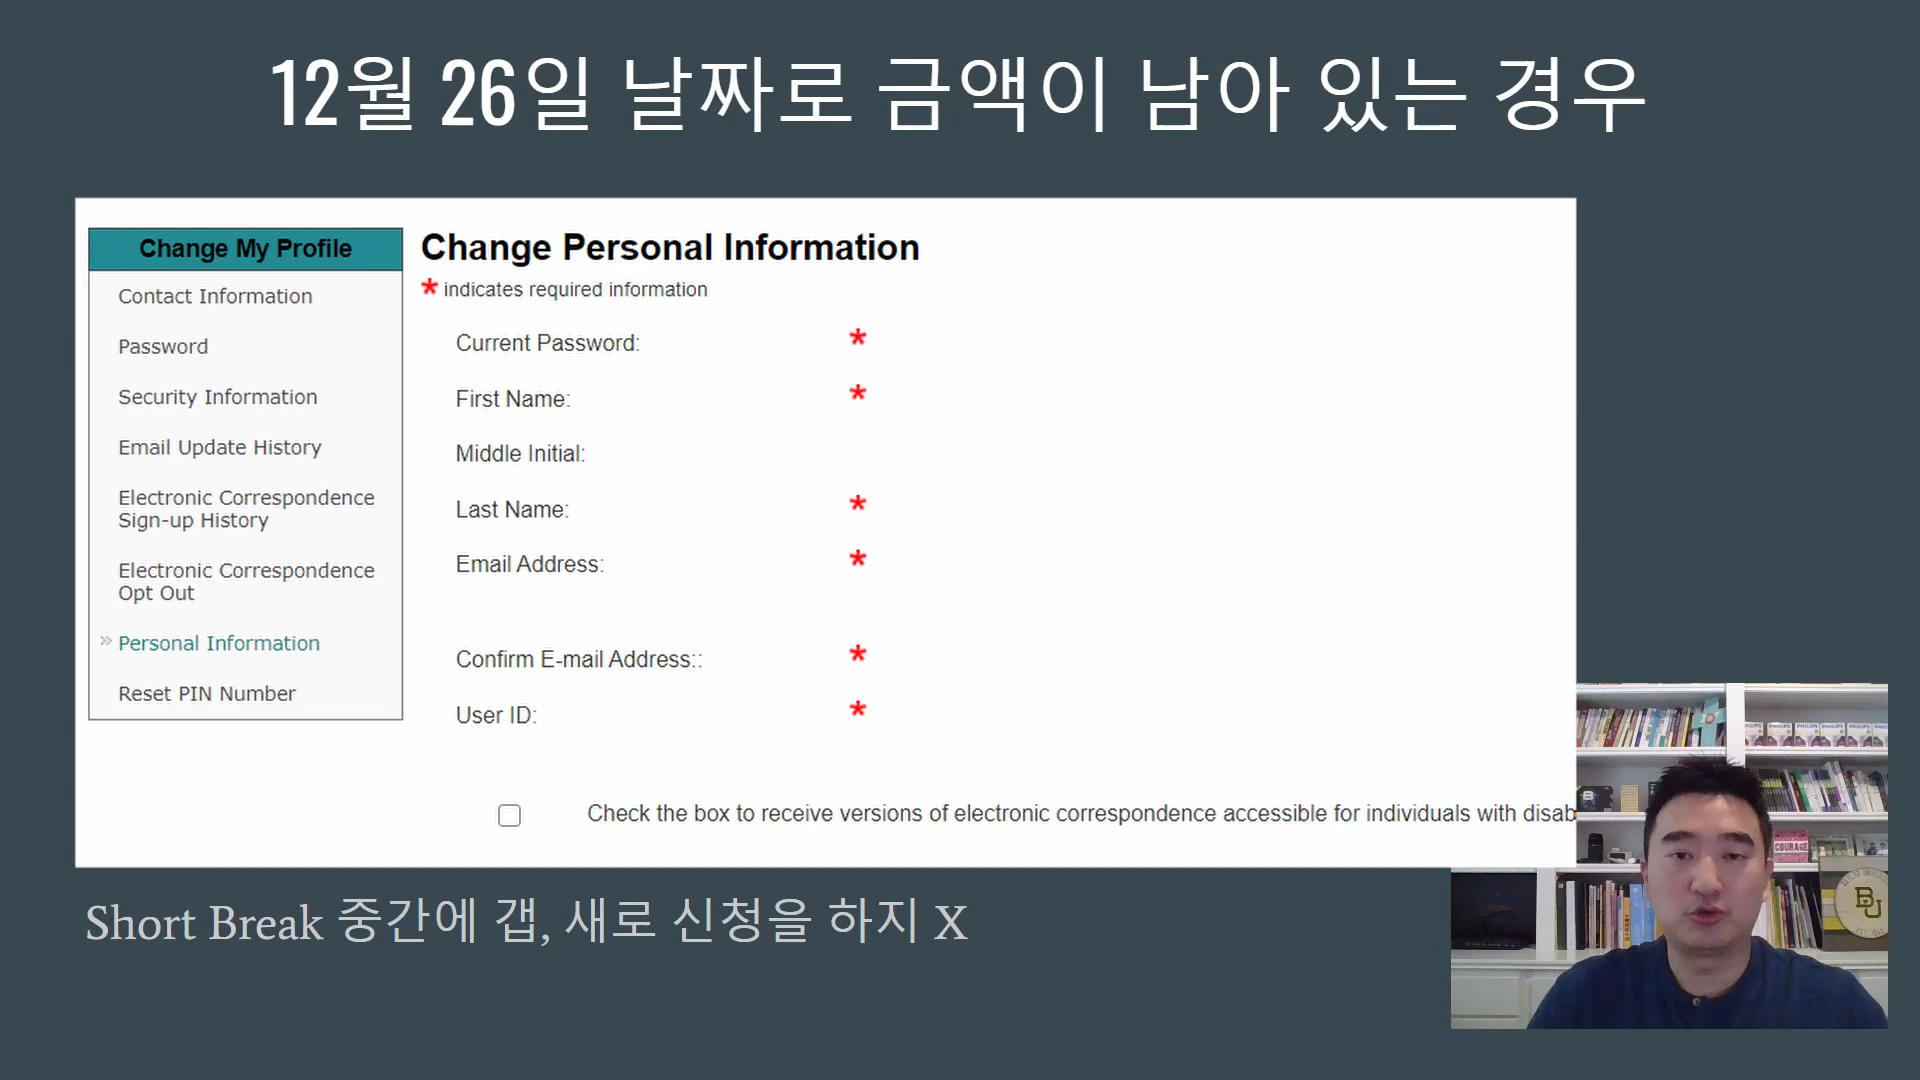 12월 26일 날짜로 금액이 남아 있는 경우
Change My Profile
Contact Information
Password
Security Information
Email Update History
Electronic Correspondence
Sign-up History
Electronic Correspondence
Opt Out
» Personal Information
Reset PIN Number
Change Personal Information
* indicates required information
Current Password: *
First Name: *
Middle Initial:
Last Name: *
Email Address: *
Confirm E-mail Address:: *
User ID: *
Check the box to receive versions of electronic correspondence accessible for individuals with disab
Short Break 중간에 갭, 새로 신청을 하지 X
COURAGE
BU